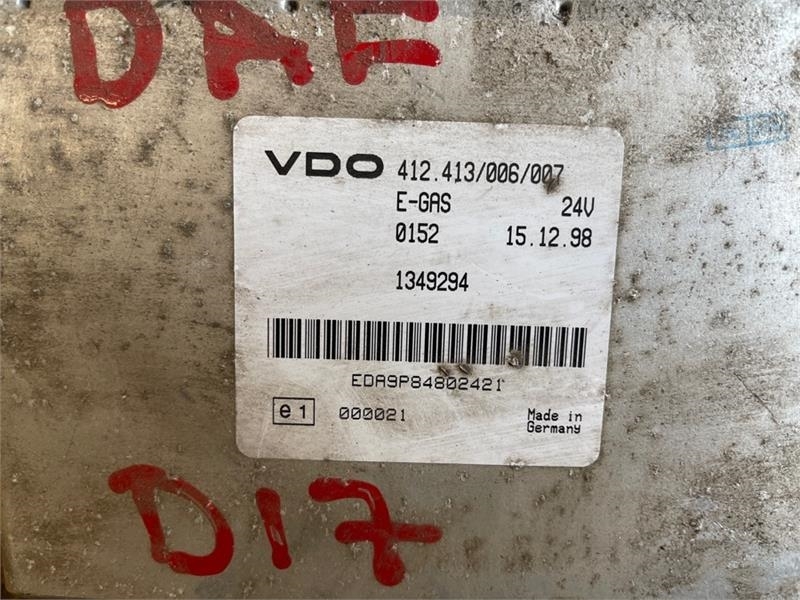 DAF
VDO 412.413/006/007
E-GAS 24V
0152 15.12.98
1349294
EDA9P84802421
e1 000021 Made in
Germany
D17